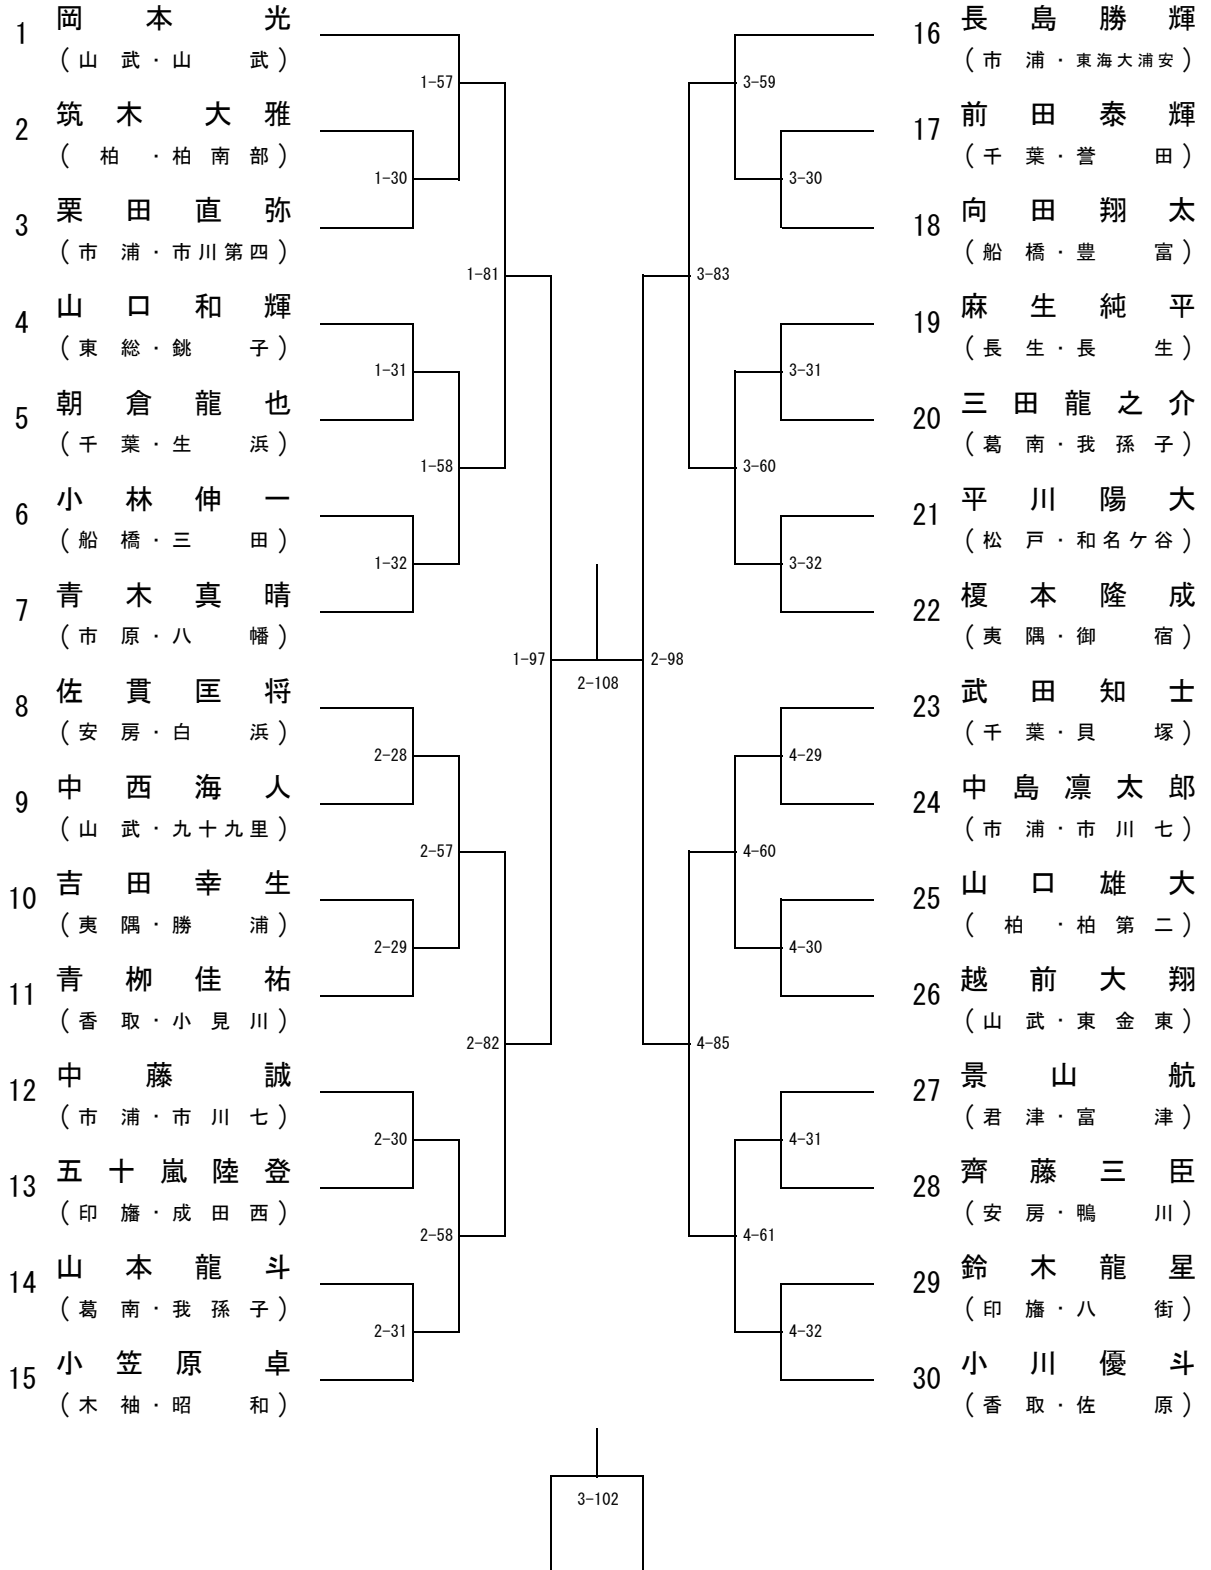 1 岡本光
(山武・山武)
2 筑木大雅
(柏・柏南部)
3 栗田直弥
(市浦・市川第四)
4 山口和輝
(東総・銚子)
5 朝倉龍也
(千葉・生浜)
6 小林伸一
(船橋・三田)
7 青木真晴
(市原・八幡)
8 佐貫匡将
(安房・白浜)
9 中西海人
(山武・九十九里)
10 吉田幸生
(夷隅・勝浦)
11 青栁佳祐
(香取・小見川)
12 中藤誠
(市浦・市川七)
13 五十嵐陸登
(印旛・成田西)
14 山本龍斗
(葛南・我孫子)
15 小笠原卓
(木袖・昭和)
1-57
1-30
1-81
1-31
1-58
1-32
1-97
2-28
2-57
2-29
2-82
2-30
2-58
2-31
2-108
3-102
3-59
3-30
3-83
3-31
3-60
3-32
2-98
4-29
4-60
4-30
4-85
4-31
4-61
4-32
16 長島勝輝
(市浦・東海大浦安)
17 前田泰輝
(千葉・誉田)
18 向田翔太
(船橋・豊富)
19 麻生純平
(長生・長生)
20 三田龍之介
(葛南・我孫子)
21 平川陽大
(松戸・和名ケ谷)
22 榎本隆成
(夷隅・御宿)
23 武田知士
(千葉・貝塚)
24 中島凛太郎
(市浦・市川七)
25 山口雄大
(柏・柏第二)
26 越前大翔
(山武・東金東)
27 景山航
(君津・富津)
28 齊藤三臣
(安房・鴨川)
29 鈴木龍星
(印旛・八街)
30 小川優斗
(香取・佐原)